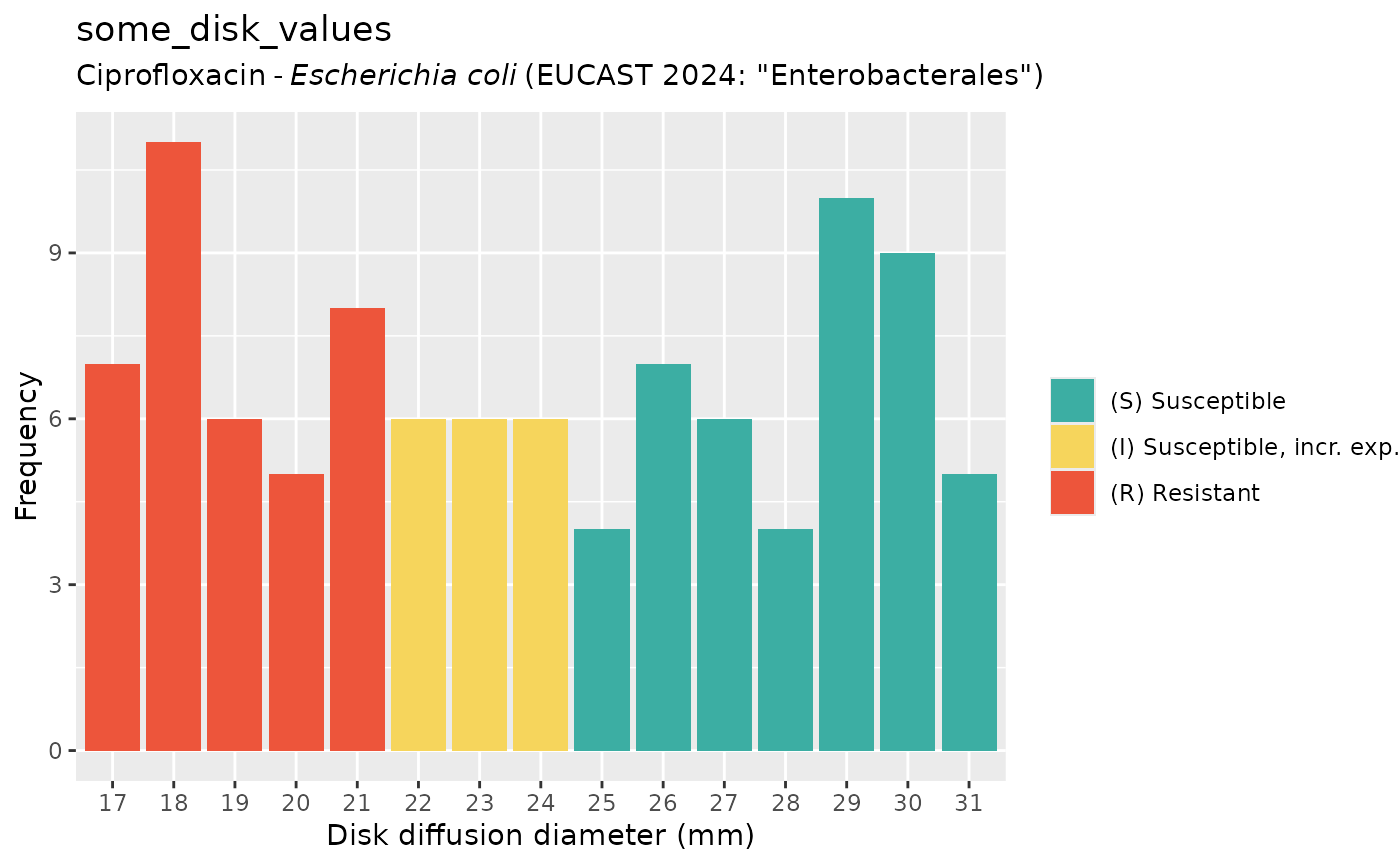 some_disk_values
Ciprofloxacin - Escherichia coli (EUCAST 2024: "Enterobacterales")
Frequency
9
6
3
0
17 18 19 20 21 22 23 24 25 26 27 28 29 30 31
Disk diffusion diameter (mm)
(S) Susceptible
(I) Susceptible, incr. exp.
(R) Resistant